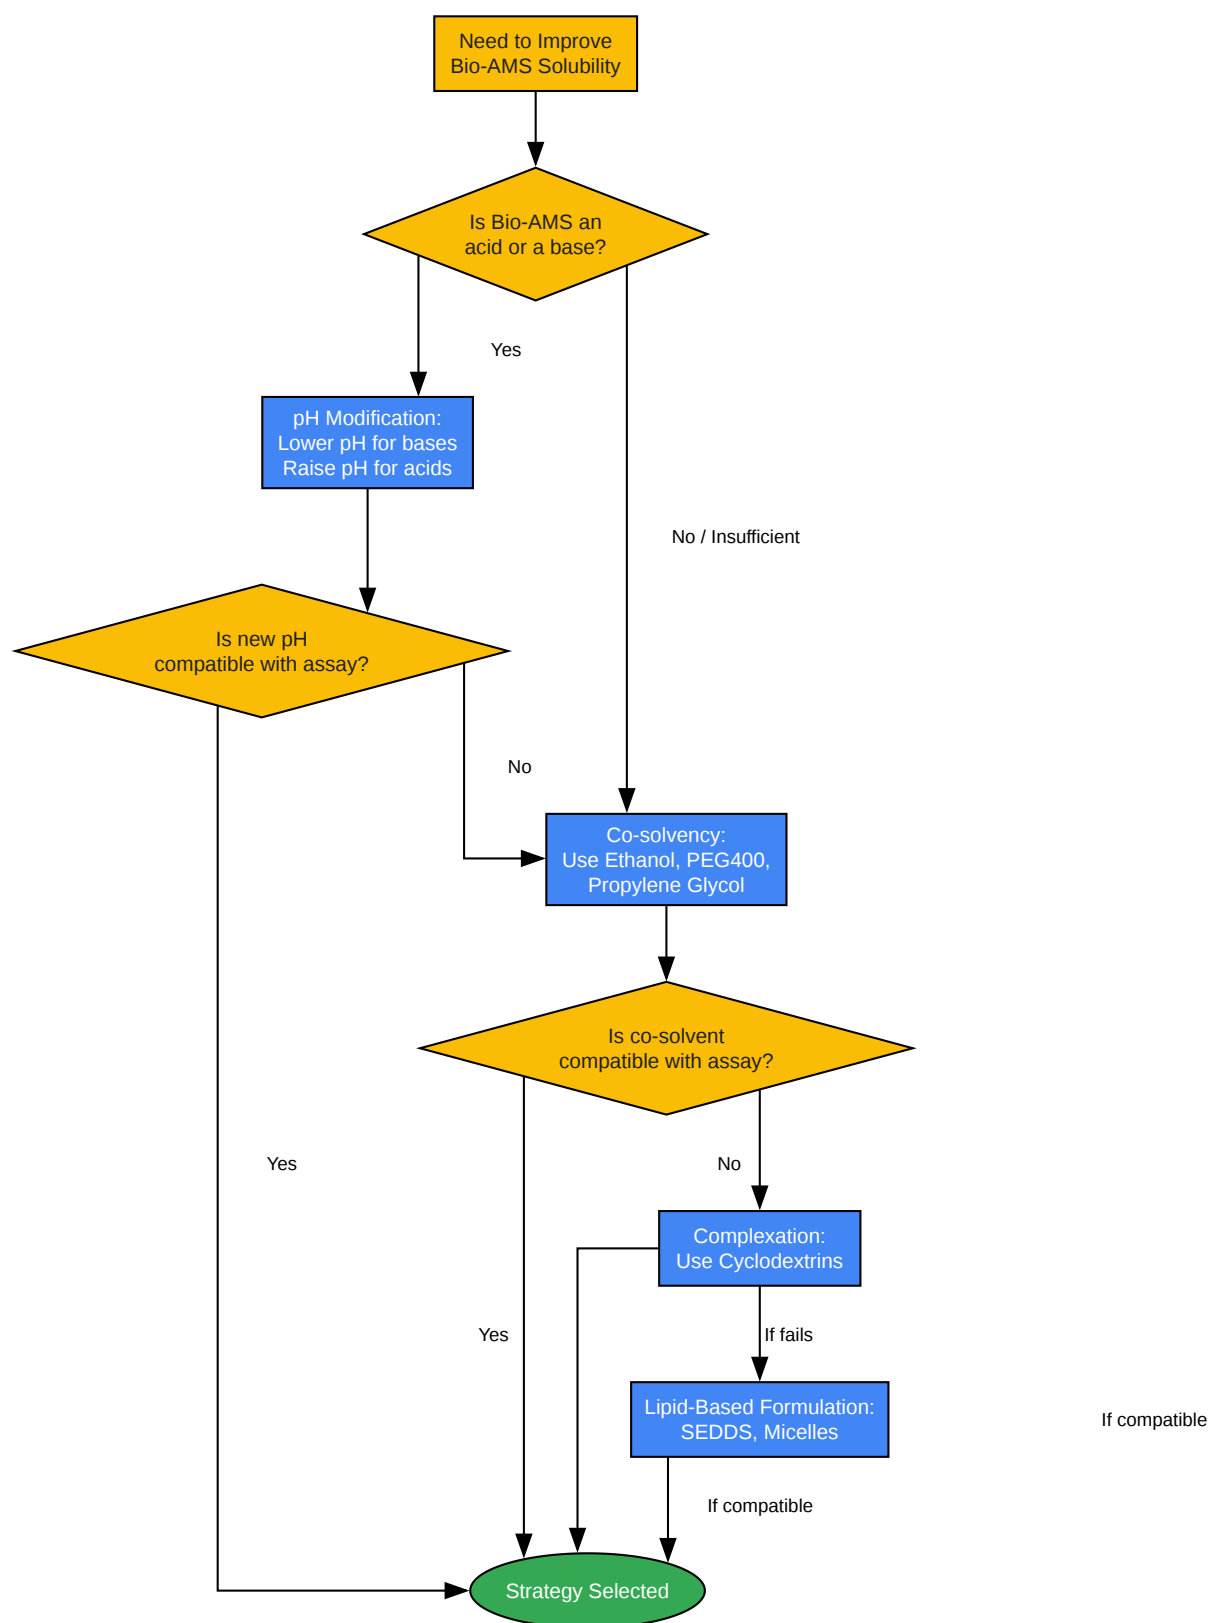 Need to Improve
Bio-AMS Solubility
Is Bio-AMS an
acid or a base?
Yes
pH Modification:
Lower pH for bases
Raise pH for acids
No / Insufficient
Is new pH
compatible with assay?
No
Co-solvency:
Use Ethanol, PEG400,
Propylene Glycol
Is co-solvent
compatible with assay?
Yes
No
Complexation:
Use Cyclodextrins
Yes
If fails
Lipid-Based Formulation:
SEDDS, Micelles
If compatible
If compatible
Strategy Selected